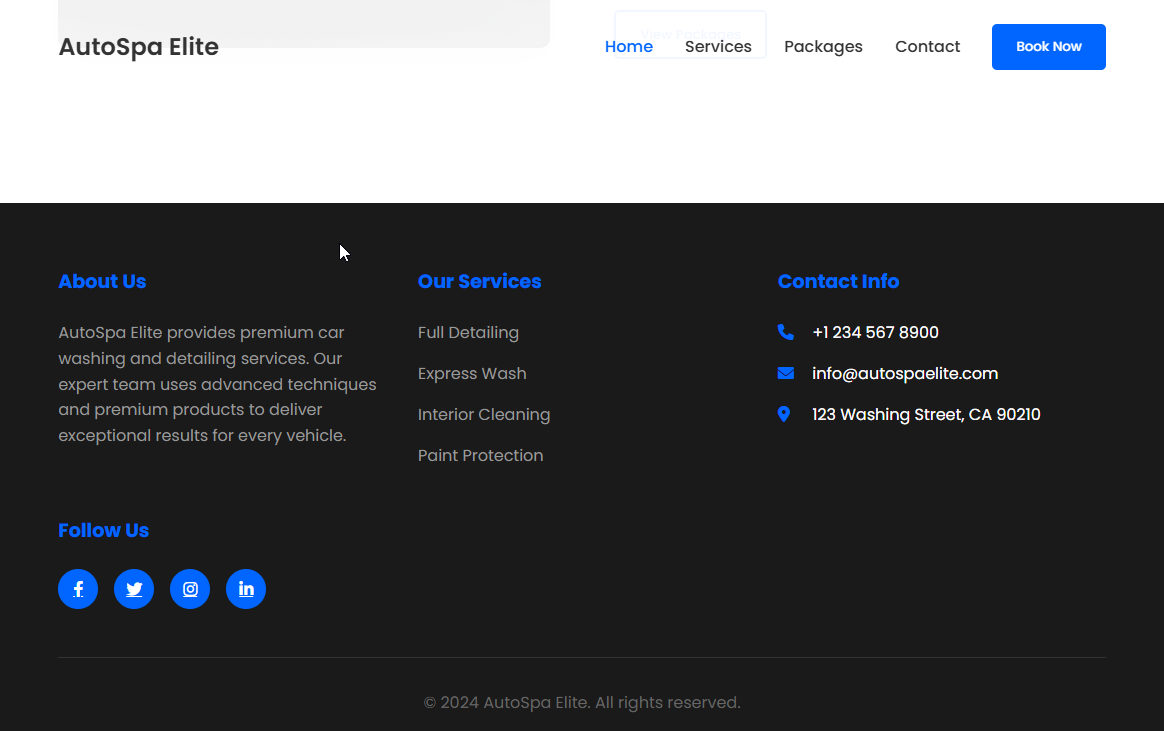 AutoSpa Elite
View Packages
Home Services Packages Contact Book Now
About Us
AutoSpa Elite provides premium car
washing and detailing services. Our
expert team uses advanced techniques
and premium products to deliver
exceptional results for every vehicle.
Our Services
Full Detailing
Express Wash
Interior Cleaning
Paint Protection
Contact Info
+1 234 567 8900
info@autospaelite.com
123 Washing Street, CA 90210
Follow Us
© 2024 AutoSpa Elite. All rights reserved.